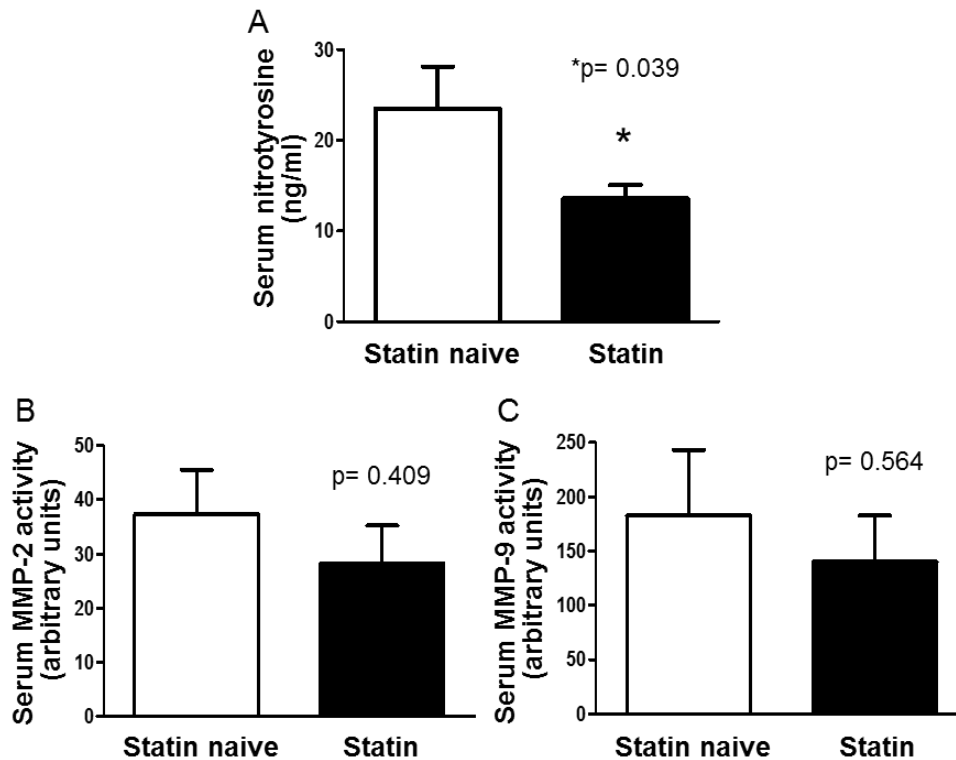 A
Serum nitrotyrosine
(ng/ml)
30
20
10
0
*p= 0.039
*
Statin naive
Statin
B
Serum MMP-2 activity
(arbitrary units)
50
40
30
20
10
0
p= 0.409
Statin naive
Statin
C
Serum MMP-9 activity
(arbitrary units)
250
200
150
100
50
0
p= 0.564
Statin naive
Statin